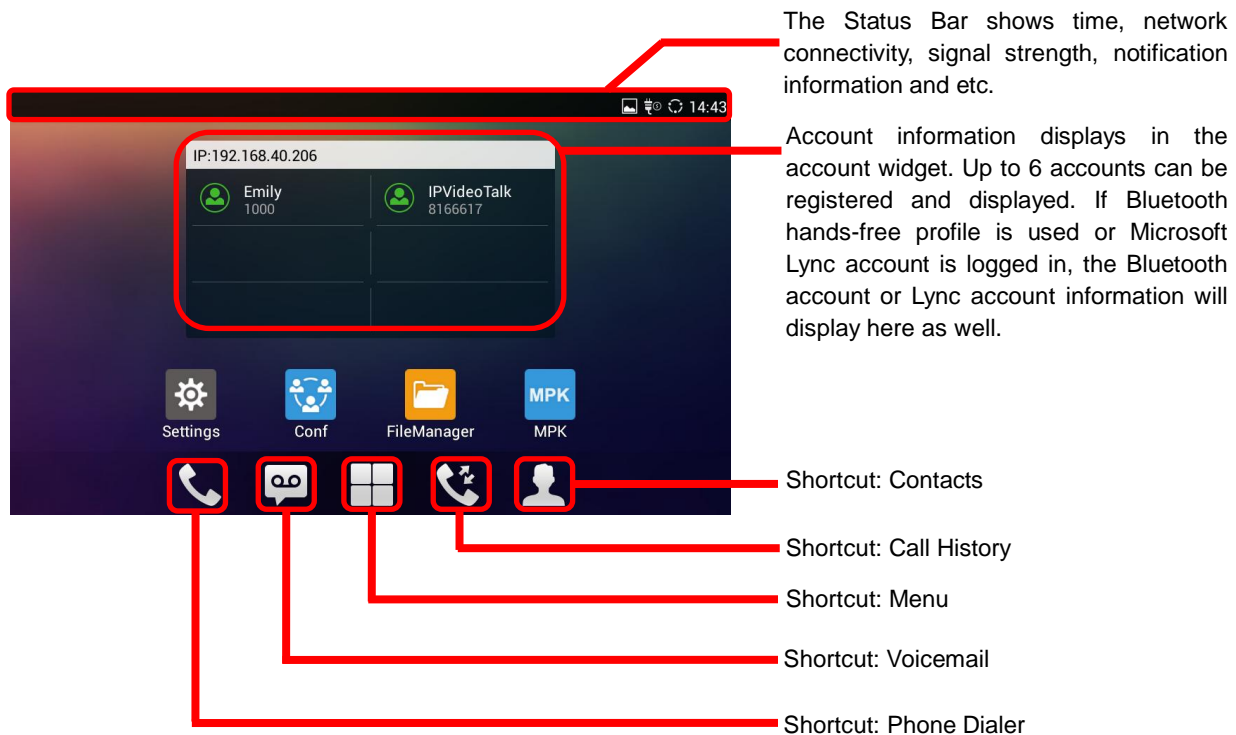 The Status Bar shows time, network
connectivity, signal strength, notification
information and etc.
14:43
IP:192.168.40.206
Emily
1000
IPVideoTalk
8166617
Account information displays in the
account widget. Up to 6 accounts can be
registered and displayed. If Bluetooth
hands-free profile is used or Microsoft
Lync account is logged in, the Bluetooth
account or Lync account information will
display here as well.
MPK
Settings
Conf
FileManager
MPK
Shortcut: Contacts
Shortcut: Call History
Shortcut: Menu
Shortcut: Voicemail
Shortcut: Phone Dialer